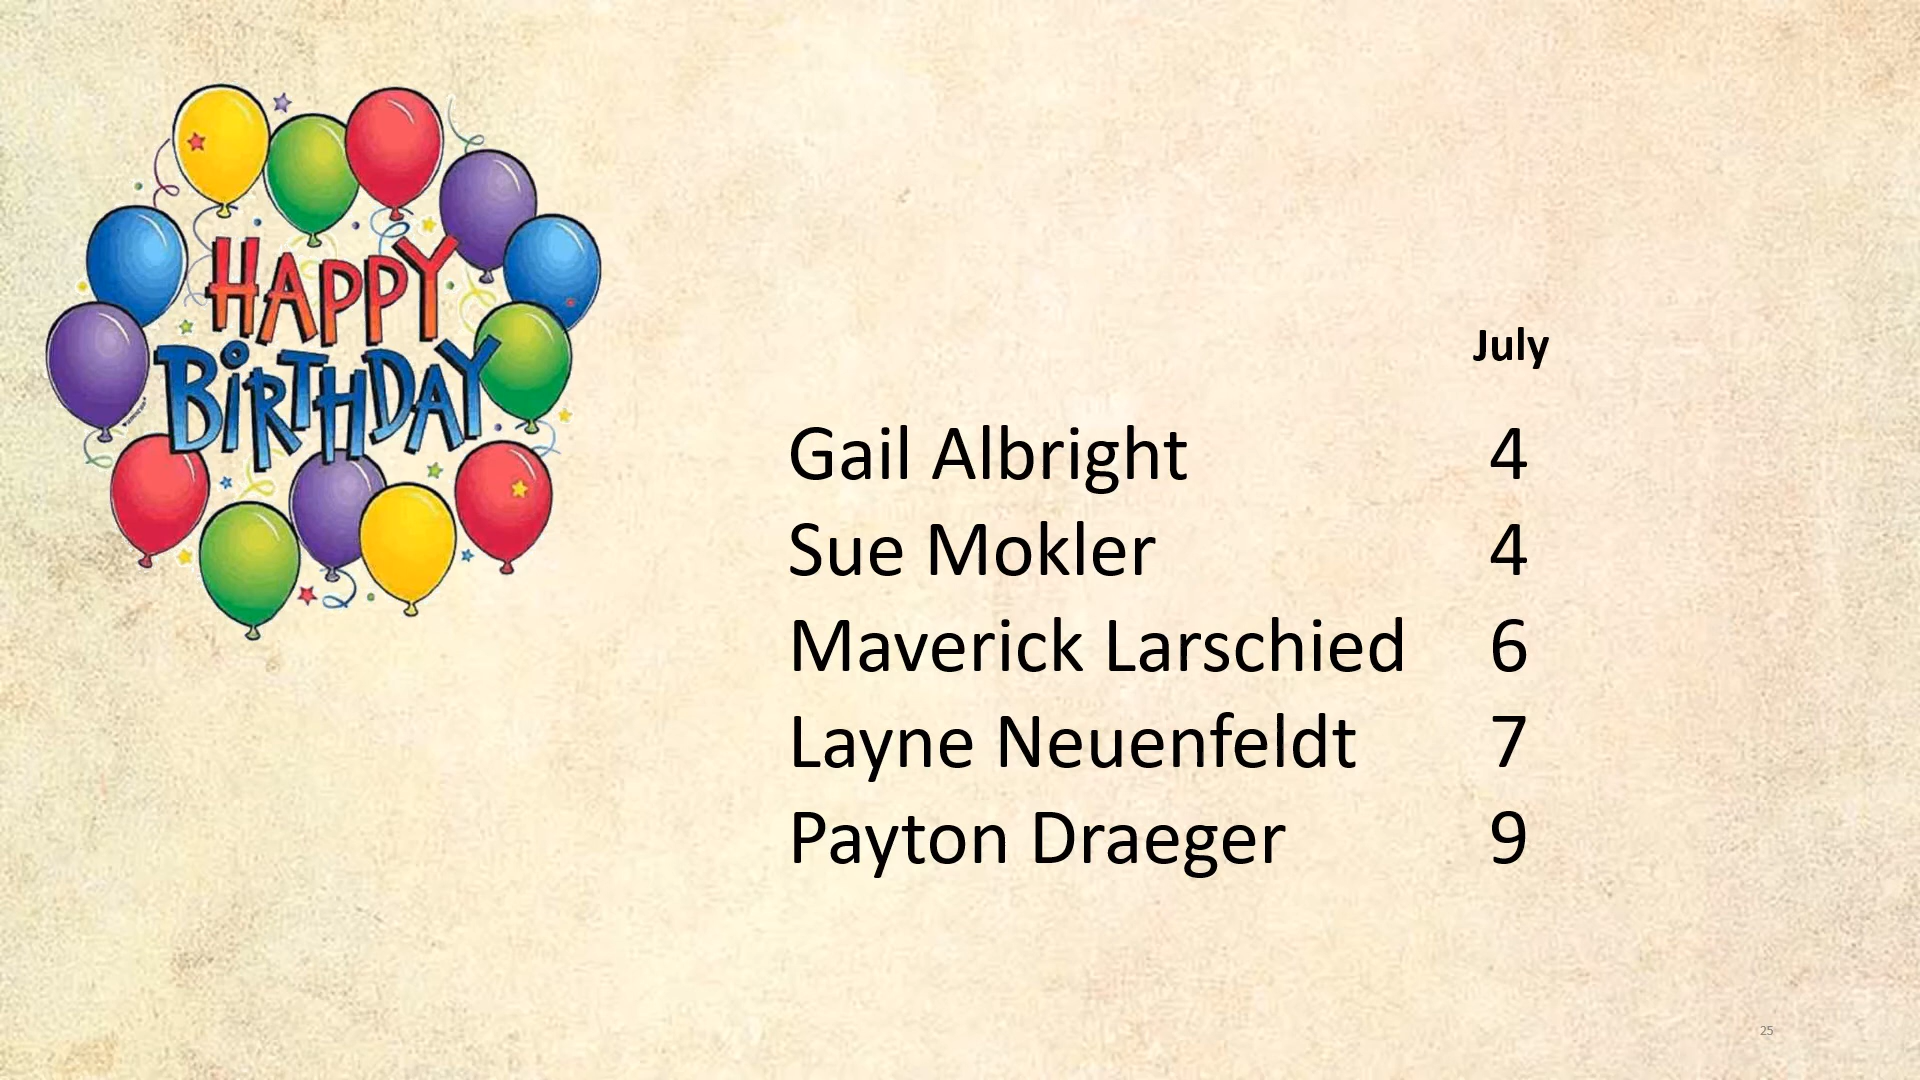 HAPPY
BiRTHDAY
July
Gail Albright 4
Sue Mokler 4
Maverick Larschied 6
Layne Neuenfeldt 7
Payton Draeger 9
25